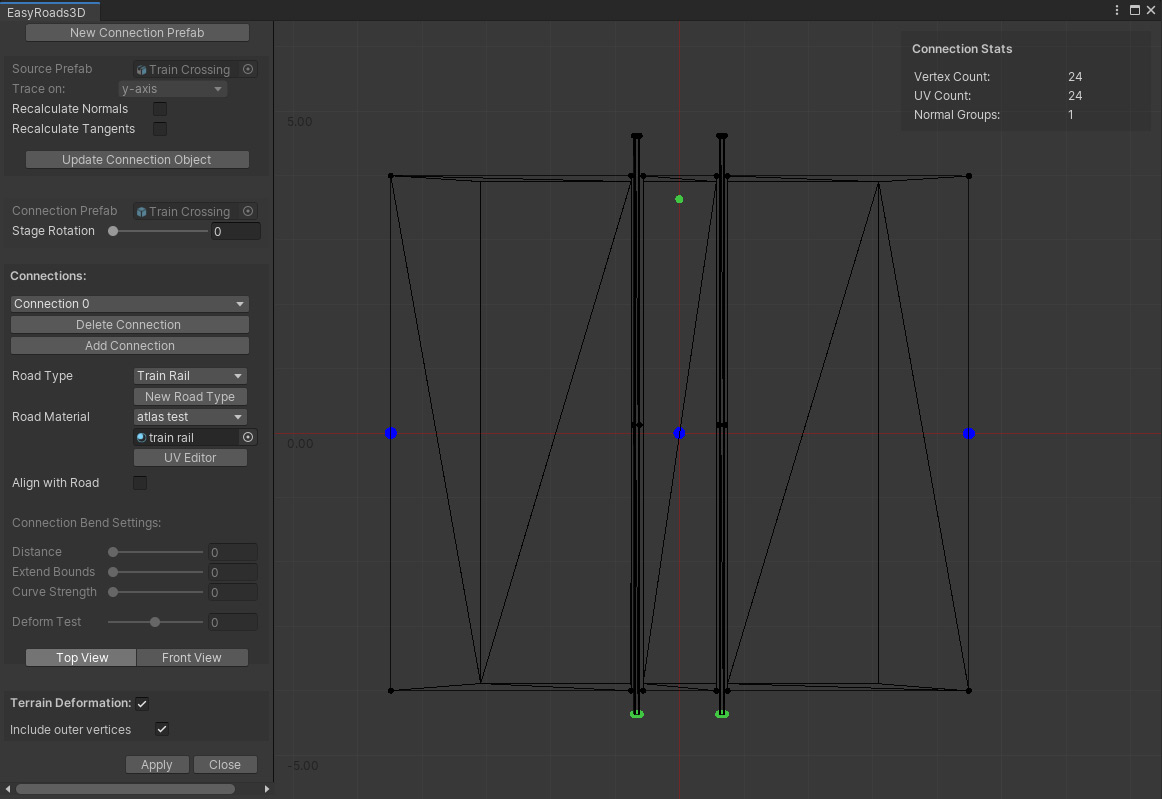 EasyRoads3D
New Connection Prefab
Source Prefab Train Crossing
Trace on: y-axis
Recalculate Normals
Recalculate Tangents
Update Connection Object
Connection Prefab Train Crossing
Stage Rotation 0
Connections:
Connection 0
Delete Connection
Add Connection
Road Type Train Rail
New Road Type
Road Material atlas test
train rail
UV Editor
Align with Road
Connection Bend Settings:
Distance 0
Extend Bounds 0
Curve Strength 0
Deform Test 0
Top View Front View
Terrain Deformation:
Include outer vertices
Apply Close
5.00
0.00
-5.00
Connection Stats
Vertex Count: 24
UV Count: 24
Normal Groups: 1